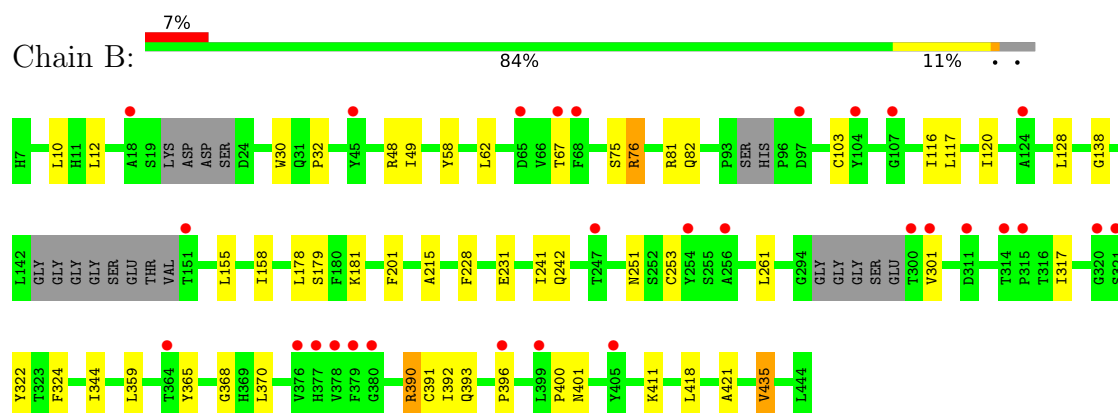 7%
Chain B:
84% 11% • •
H7 L10 H11 L12 A18 S19 LYS ASP ASP SER D24 W30 Q31 P32 Y45 R48 I49 Y58 L62 D65 V66 T67 F68 S75 R76 R81 Q82 P93 SER HIS P96 D97 C103 Y104 G107 I116 L117 I120 A124 L128 G138
L142 GLY GLY GLY GLY SER GLU THR VAL T151 L155 I158 L178 S179 F180 K181 F201 A215 F228 E231 I241 Q242 T247 N251 S252 C253 Y254 S255 A256 L261 G294 GLY GLY GLY SER GLU T300 V301 D311 T314 P315 T316 I317 G320 S321
Y322 T323 F324 I344 L359 T364 Y365 G368 H369 L370 V376 H377 V378 F379 G380 R390 C391 I392 Q393 P396 L399 P400 N401 Y405 K411 L418 A421 V435 L444